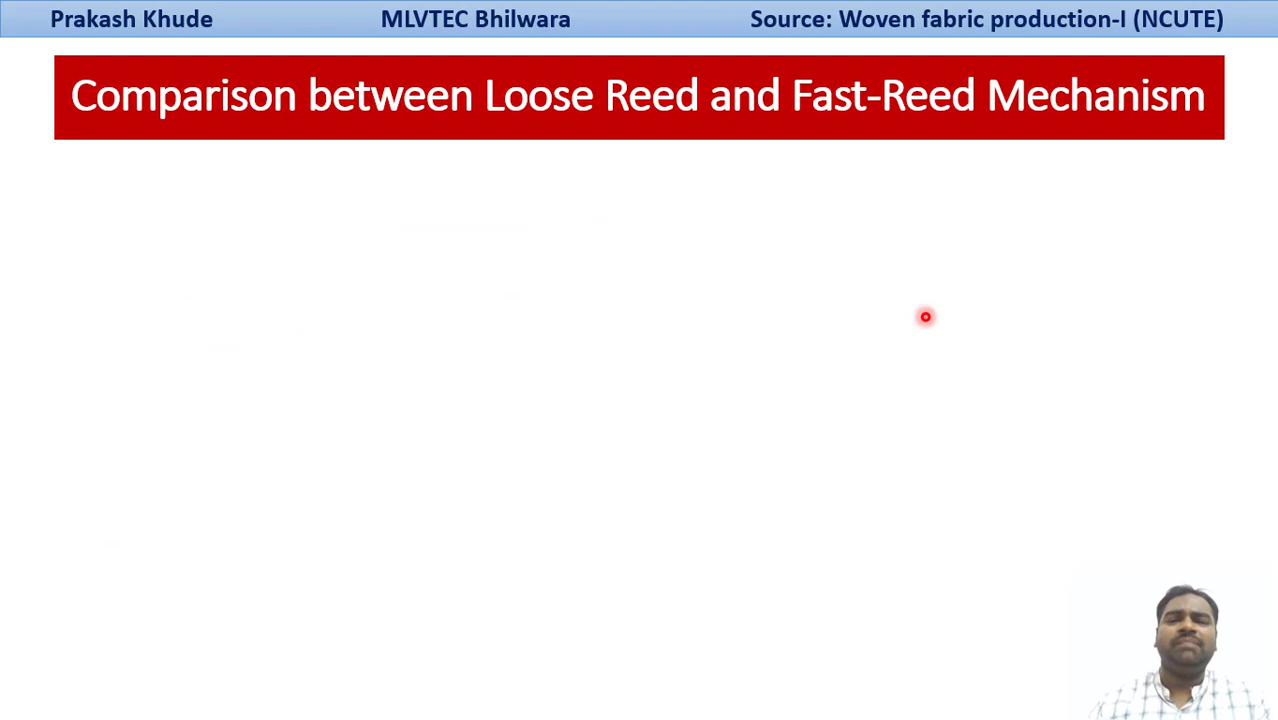 Prakash Khude MLVTEC Bhilwara Source: Woven fabric production-I (NCUTE)
Comparison between Loose Reed and Fast-Reed Mechanism